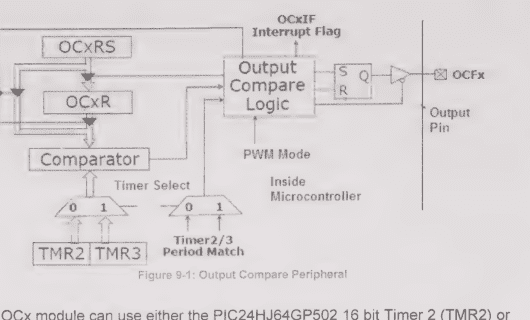 OCxIF
Interrupt Flag
OCxRS
Output
Compare
Logic
S Q
R
OCFx
OCxR
Output
Pin
Comparator
PWM Mode
Timer Select
Inside
Microcontroller
0 1
0 1
TMR2 TMR3
Timer2/3
Period Match
Figure 9-1: Output Compare Peripheral
OCx module can use either the PIC24HJ64GP502 16 bit Timer 2 (TMR2) or